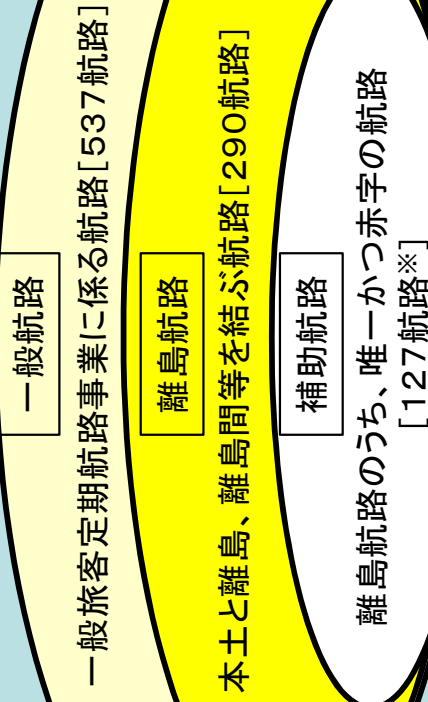 一般航路
一般旅客定期航路事業に係る航路[537航路]
離島航路
本土と離島、離島間等を結ぶ航路[290航路]
補助航路
離島航路のうち、唯一かつ赤字の航路
[127航路※]